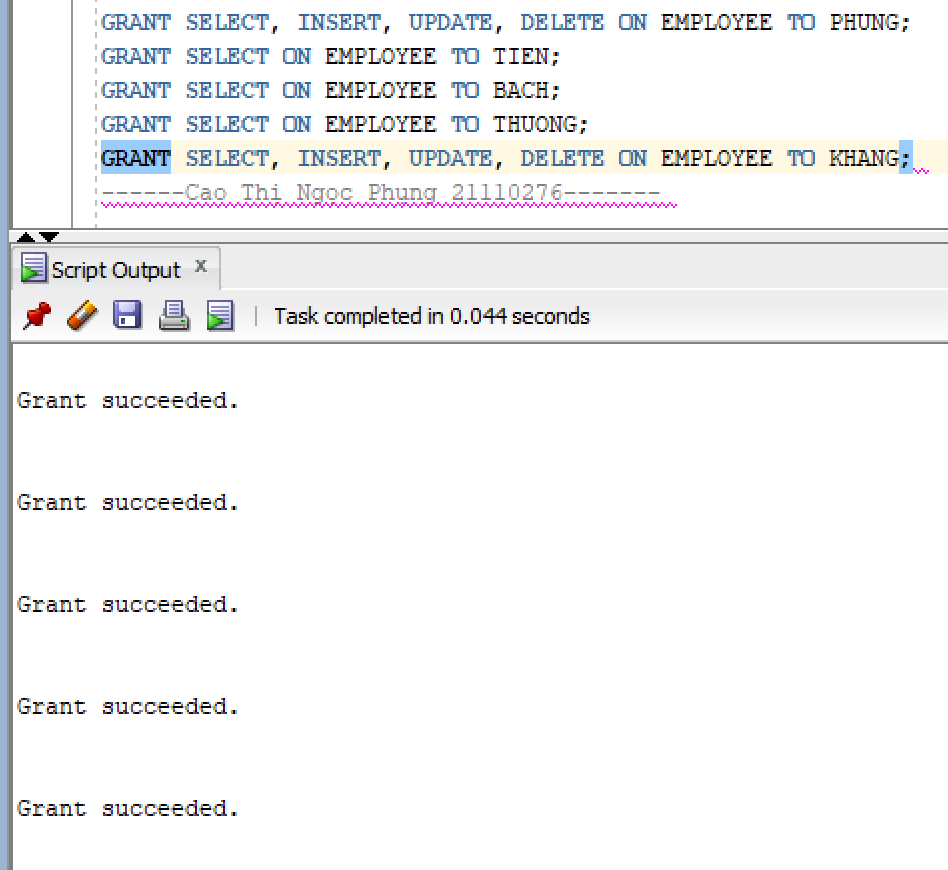 GRANT SELECT, INSERT, UPDATE, DELETE ON EMPLOYEE TO PHUNG;
GRANT SELECT ON EMPLOYEE TO TIEN;
GRANT SELECT ON EMPLOYEE TO BACH;
GRANT SELECT ON EMPLOYEE TO THUONG;
GRANT SELECT, INSERT, UPDATE, DELETE ON EMPLOYEE TO KHANG;
------Cao Thi Ngoc Phung 21110276-------
Script Output x
Task completed in 0.044 seconds
Grant succeeded.
Grant succeeded.
Grant succeeded.
Grant succeeded.
Grant succeeded.